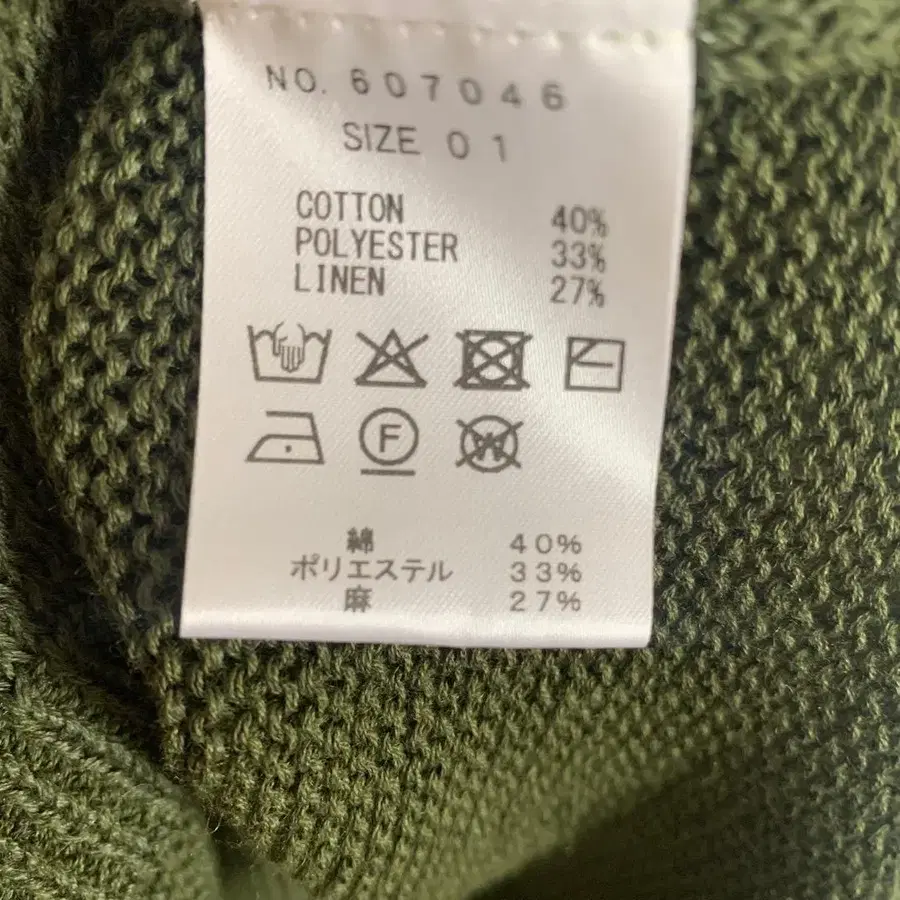 NO. 607046
SIZE 01
COTTON 40%
POLYESTER 33%
LINEN 27%
F W
綿 40%
ポリエステル 33%
麻 27%